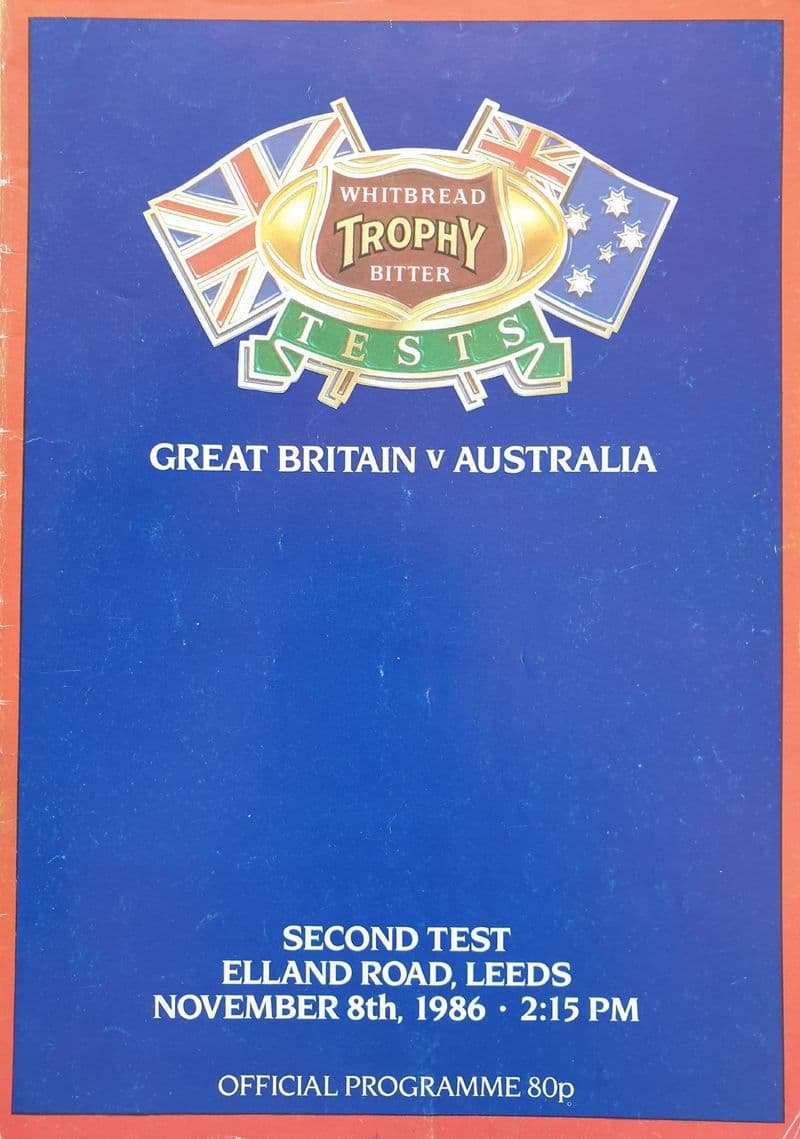 WHITBREAD
TROPHY
BITTER
TESTS
GREAT BRITAIN v AUSTRALIA
SECOND TEST
ELLAND ROAD, LEEDS
NOVEMBER 8th, 1986 · 2:15 PM
OFFICIAL PROGRAMME 80p